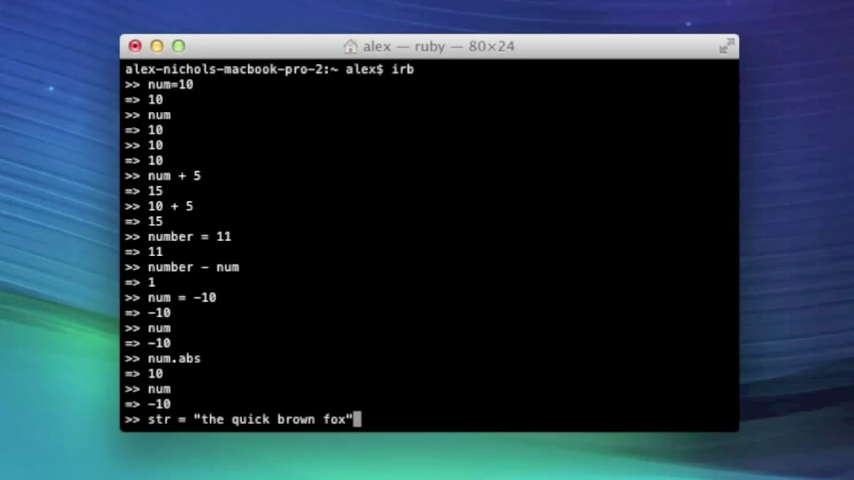 alex — ruby — 80×24
alex-nichols-macbook-pro-2:~ alex$ irb
>> num=10
=> 10
>> num
=> 10
>> 10
=> 10
>> num + 5
=> 15
>> 10 + 5
=> 15
>> number = 11
=> 11
>> number - num
=> 1
>> num = -10
=> -10
>> num
=> -10
>> num.abs
=> 10
>> num
=> -10
>> str = "the quick brown fox"